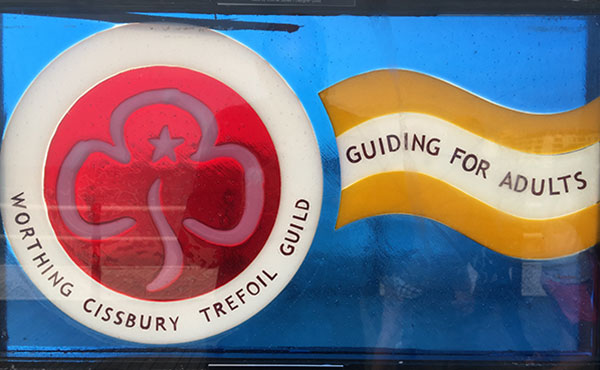 WORTHING CISSBURY TREFOIL GUILD
GUIDING FOR ADULTS